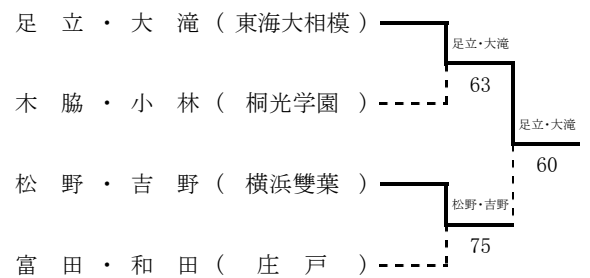 足 立 ・ 大 滝 ( 東海大相模 )
足立・大滝
63
木 脇 ・ 小 林 ( 桐光学園 )
足立・大滝
60
松 野 ・ 吉 野 ( 横浜雙葉 )
松野・吉野
75
富 田 ・ 和 田 ( 庄 戸 )